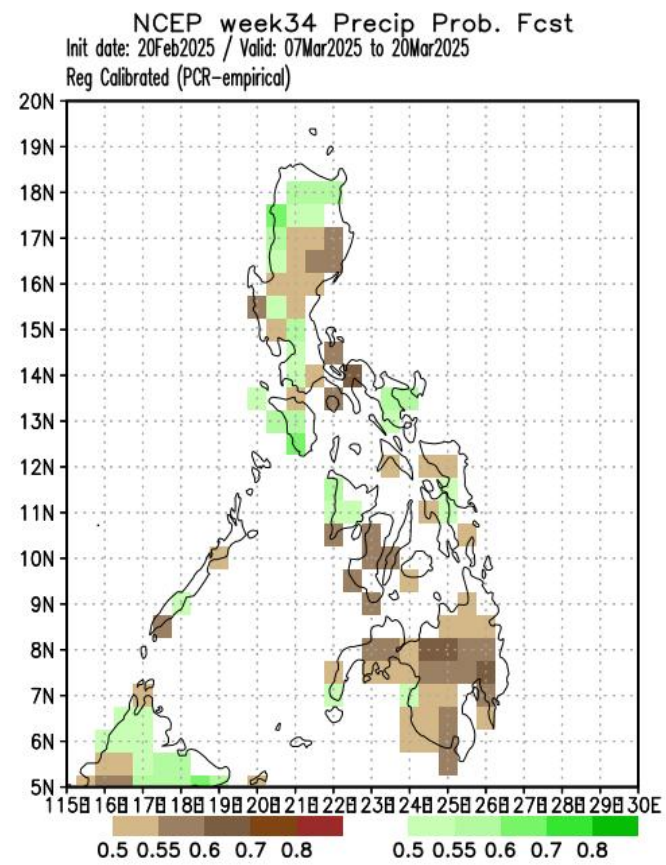 NCEP week34 Precip Prob. Fcst
Init date: 20Feb2025 / Valid: 07Mar2025 to 20Mar2025
Reg Calibrated (PCR-empirical)
20N
19N
18N
17N
16N
15N
14N
13N
12N
11N
10N
9N
8N
7N
6N
5N
115E 116E 117E 118E 119E 120E 121E 122E 123E 124E 125E 126E 127E 128E 129E 130E
0.5 0.55 0.6 0.7 0.8 0.5 0.55 0.6 0.7 0.8